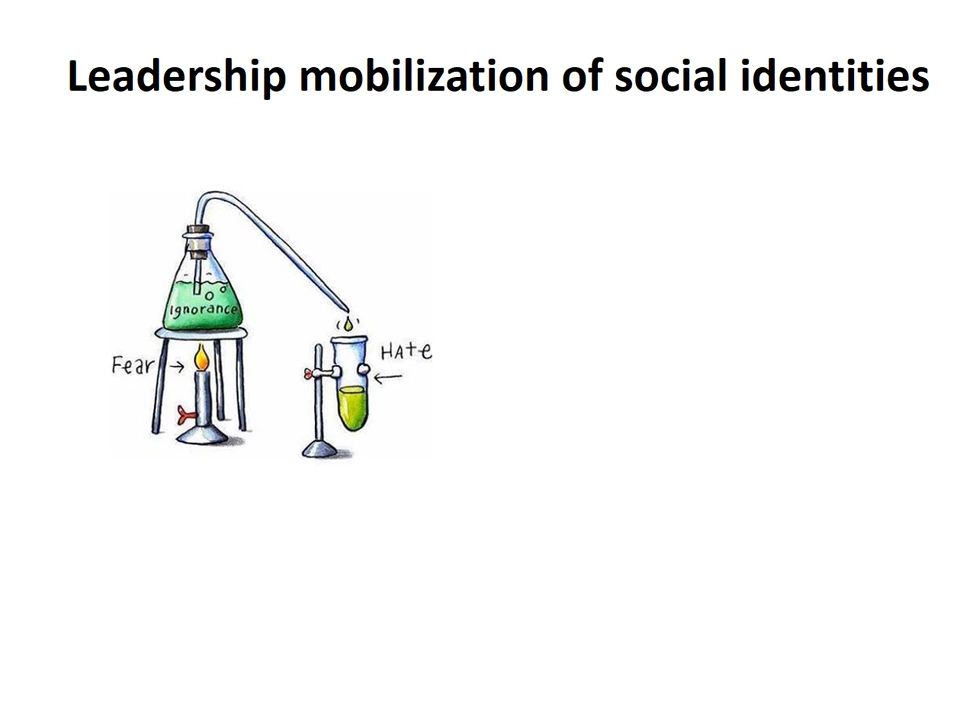 Leadership mobilization of social identities
Ignorance
Fear
HAte